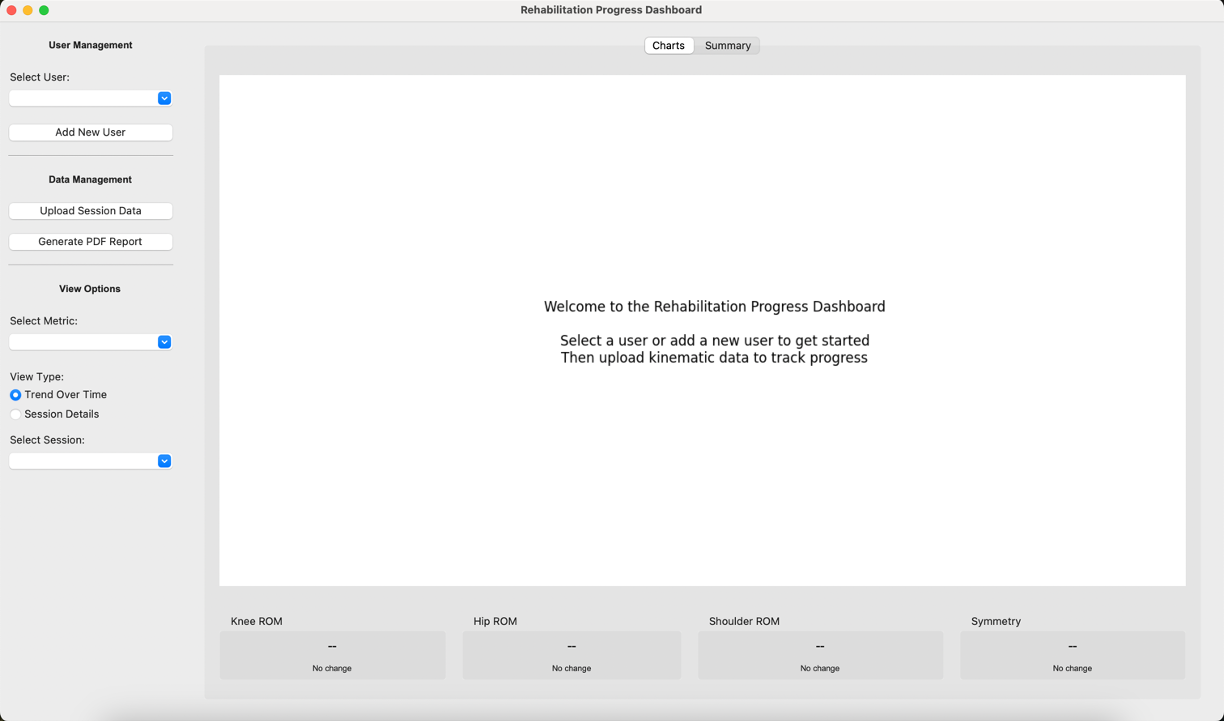 Rehabilitation Progress Dashboard
User Management
Select User:
Add New User
Data Management
Upload Session Data
Generate PDF Report
View Options
Select Metric:
View Type:
Trend Over Time
Session Details
Select Session:
Charts
Summary
Welcome to the Rehabilitation Progress Dashboard
Select a user or add a new user to get started
Then upload kinematic data to track progress
Knee ROM
--
No change
Hip ROM
--
No change
Shoulder ROM
--
No change
Symmetry
--
No change